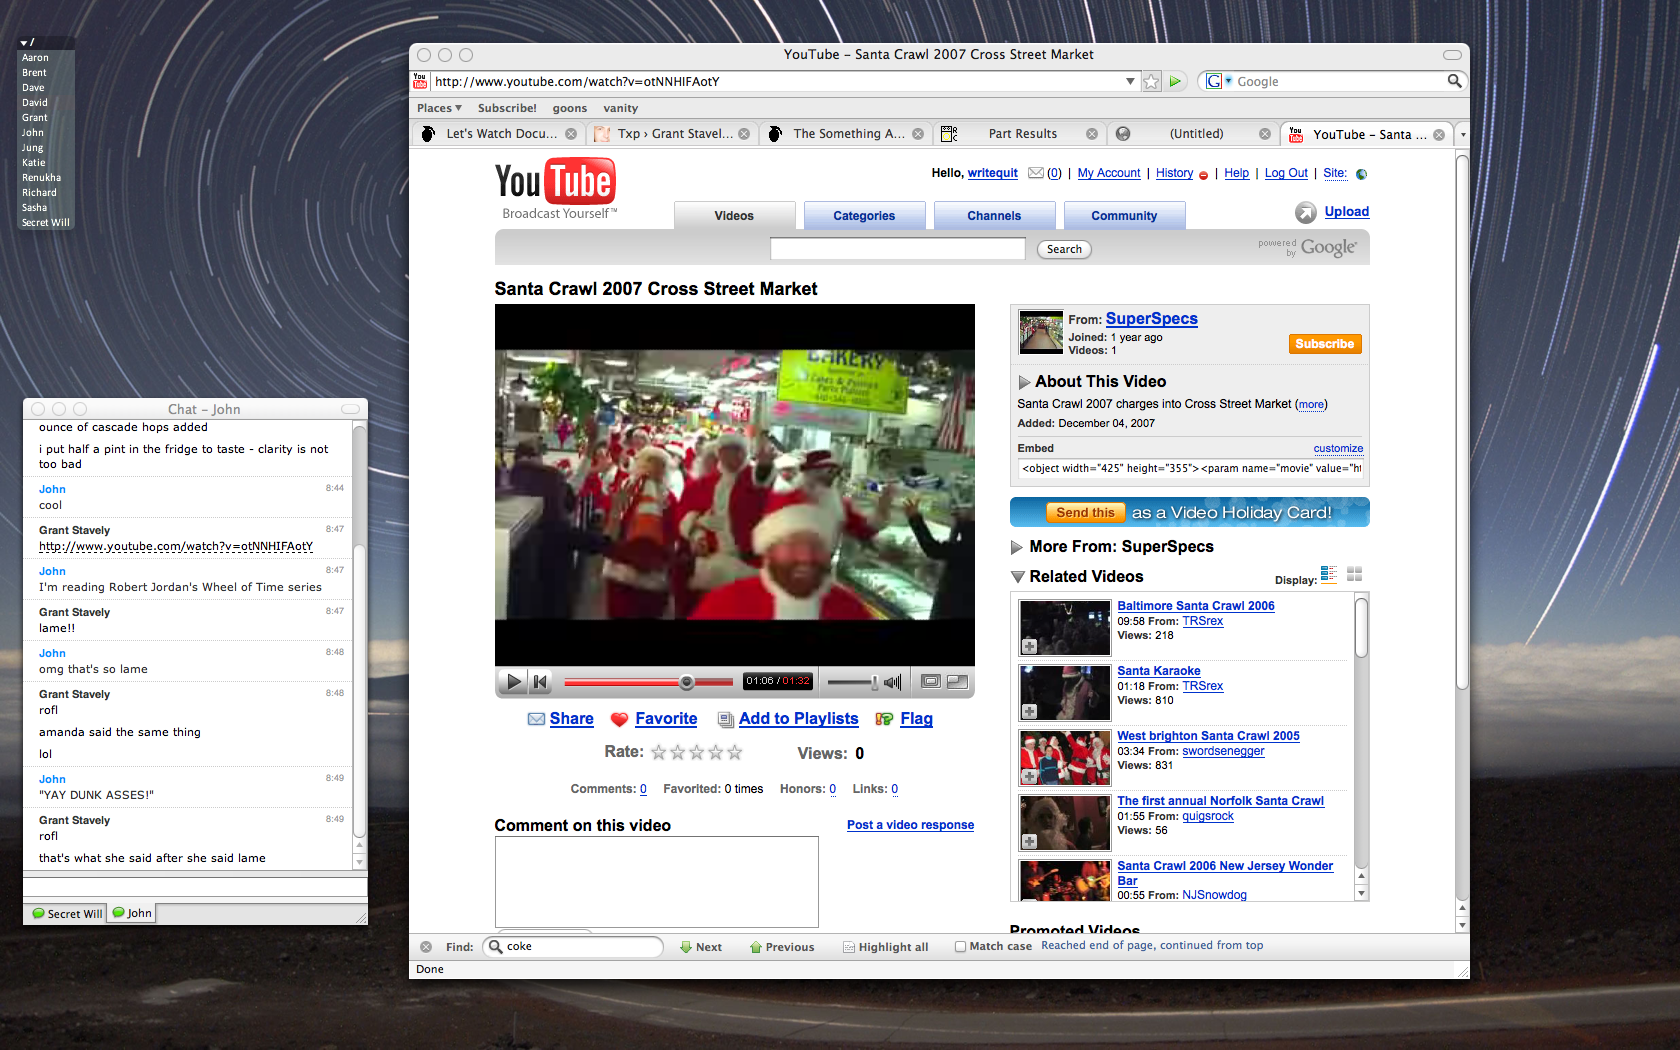 /
Aaron
Brent
Dave
David
Grant
John
Jung
Katie
Renukha
Richard
Sasha
Secret Will
Chat – John
ounce of cascade hops added
i put half a pint in the fridge to taste - clarity is not
too bad
John 8:44
cool
Grant Stavely 8:47
http://www.youtube.com/watch?v=otNNHIFAotY
John 8:47
I'm reading Robert Jordan's Wheel of Time series
Grant Stavely 8:47
lame!!
John 8:48
omg that's so lame
Grant Stavely 8:48
rofl
amanda said the same thing
lol
John 8:49
"YAY DUNK ASSES!"
Grant Stavely 8:49
rofl
that's what she said after she said lame
Secret Will John
YouTube – Santa Crawl 2007 Cross Street Market
http://www.youtube.com/watch?v=otNNHIFAotY G Google
Places Subscribe! goons vanity
Let's Watch Docu... Txp › Grant Stavel... The Something A... Part Results (Untitled) YouTube – Santa ...
YouTube
Broadcast Yourself™
Hello, writequit (0) | My Account | History | Help | Log Out | Site:
Videos Categories Channels Community Upload
Search powered by Google
Santa Crawl 2007 Cross Street Market
BAKERY
From: SuperSpecs
Joined: 1 year ago
Videos: 1
Subscribe
About This Video
Santa Crawl 2007 charges into Cross Street Market (more)
Added: December 04, 2007
Embed customize
<object width="425" height="355"><param name="movie" value="ht
Send this as a Video Holiday Card!
More From: SuperSpecs
Related Videos Display:
Baltimore Santa Crawl 2006
09:58 From: TRSrex
Views: 218
Santa Karaoke
01:18 From: TRSrex
Views: 810
West brighton Santa Crawl 2005
03:34 From: swordsenegger
Views: 831
The first annual Norfolk Santa Crawl
01:55 From: quigsrock
Views: 56
Santa Crawl 2006 New Jersey Wonder
Bar
00:55 From: NJSnowdog
Promoted Videos
01:06 / 01:32
Share Favorite Add to Playlists Flag
Rate: Views: 0
Comments: 0 Favorited: 0 times Honors: 0 Links: 0
Comment on this video Post a video response
Find: coke Next Previous Highlight all Match case Reached end of page, continued from top
Done